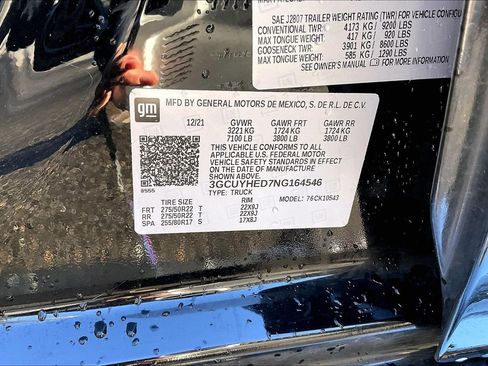 SAE J2807 TRAILER WEIGHT RATING (TWR) FOR VEHICLE CONFIGU
CONVENTIONAL TWR: 4173 KG / 9200 LBS
MAX TONGUE WEIGHT: 417 KG / 920 LBS
GOOSENECK TWR: 3901 KG / 8600 LBS
MAX TONGUE WEIGHT: 585 KG / 1290 LBS
SEE OWNER'S MANUAL FOR MORE INFORMATION
gm
MFD BY GENERAL MOTORS DE MEXICO, S. DE R.L. DE C.V.
12/21 GVWR GAWR FRT GAWR RR
3221 KG 1724 KG 1724 KG
7100 LB 3800 LB 3800 LB
THIS VEHICLE CONFORMS TO ALL
APPLICABLE U.S. FEDERAL MOTOR
VEHICLE SAFETY STANDARDS IN EFFECT
ON THE DATE OF MANUFACTURE SHOWN
ABOVE.
3GCUYHED7NG164546
TYPE: TRUCK MODEL: 76CK10543
TIRE SIZE RIM
FRT 275/50R22 T 22X9J
RR 275/50R22 T 22X9J
SPA 255/80R17 S 17X8J